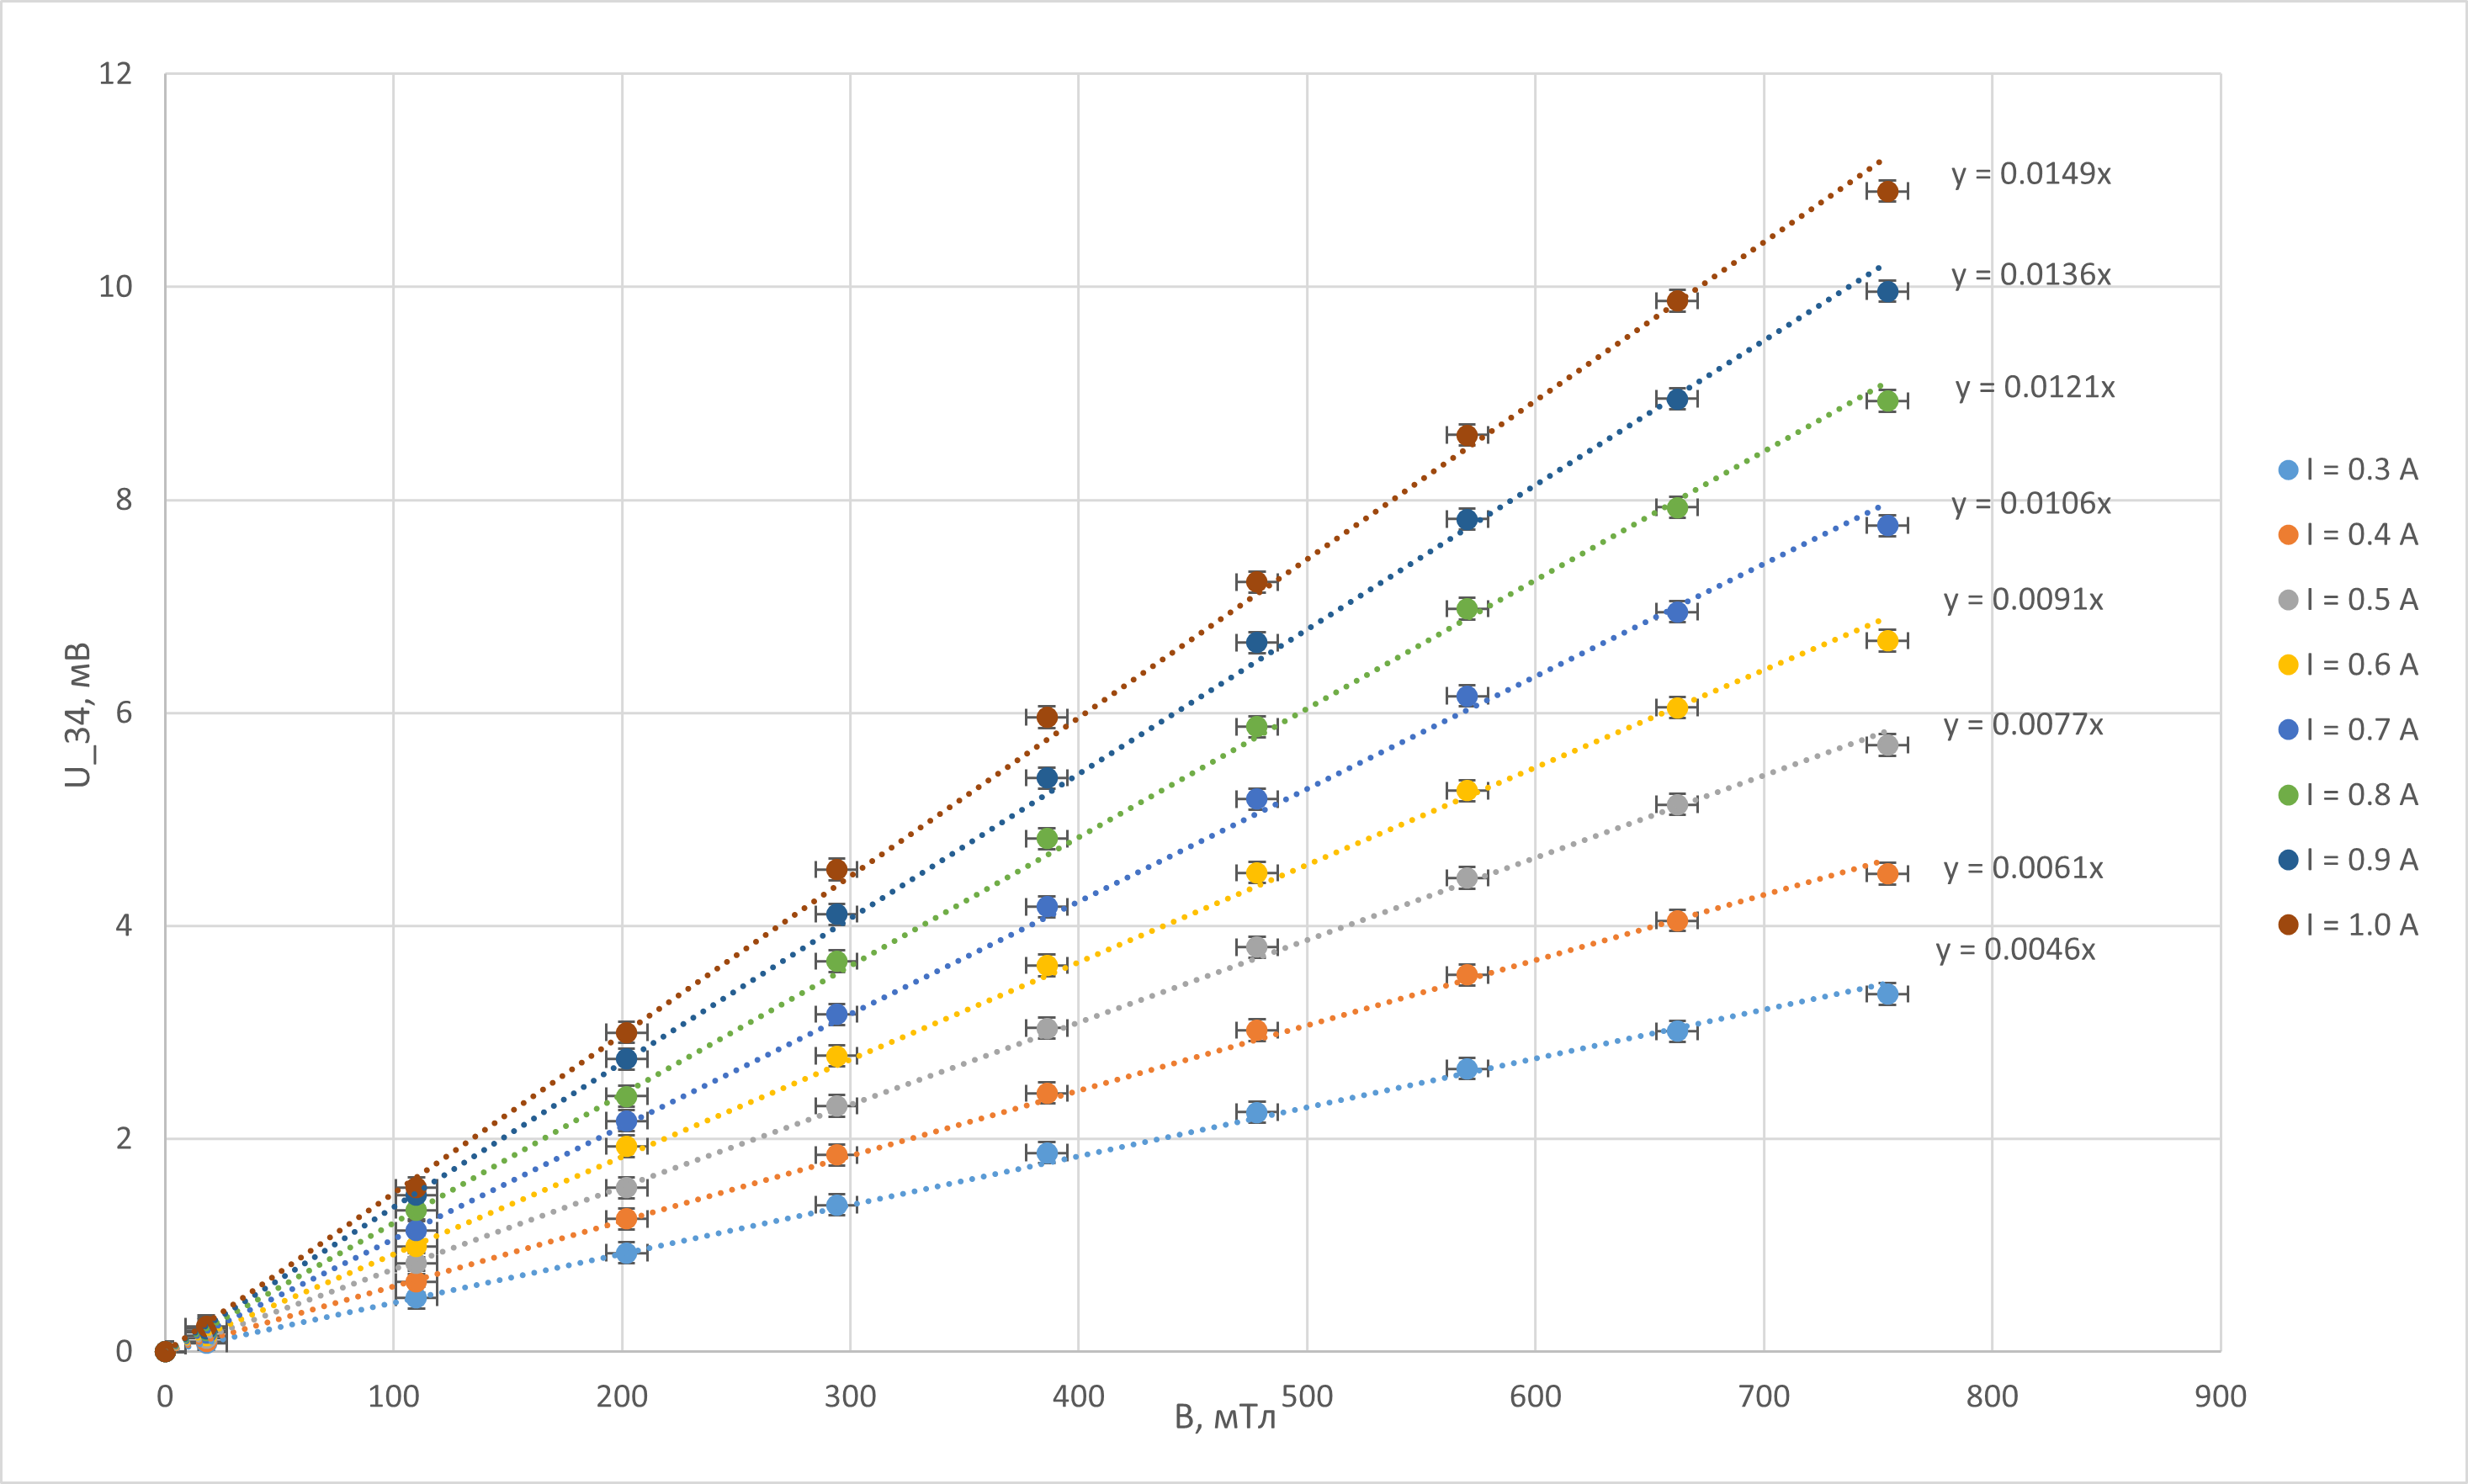 12
10
8
6
4
2
0
U_34, мВ
0 100 200 300 400 500 600 700 800 900
В, мТл
y = 0.0149x
y = 0.0136x
y = 0.0121x
y = 0.0106x
y = 0.0091x
y = 0.0077x
y = 0.0061x
y = 0.0046x
I = 0.3 A
I = 0.4 A
I = 0.5 A
I = 0.6 A
I = 0.7 A
I = 0.8 A
I = 0.9 A
I = 1.0 A